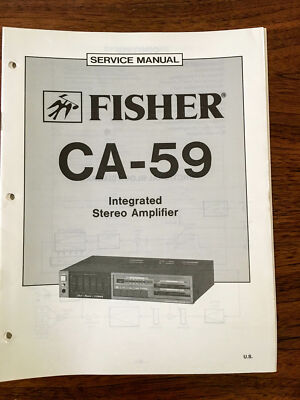 SERVICE MANUAL
FISHER®
CA-59
Integrated
Stereo Amplifier
U.S.